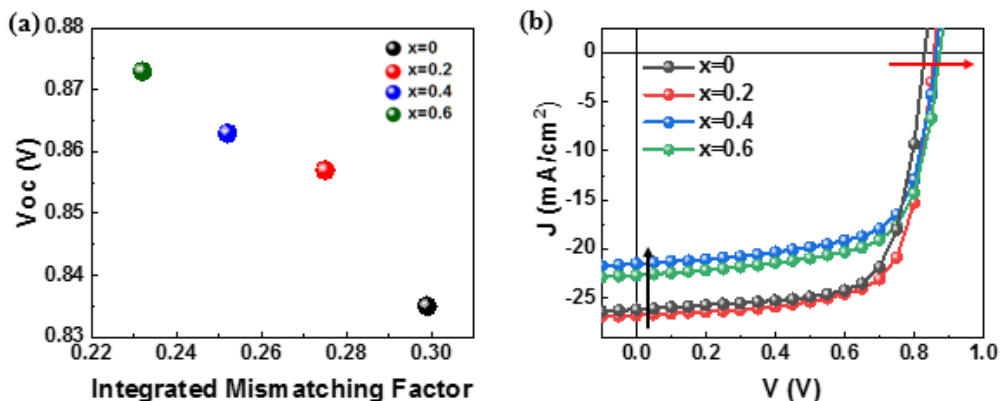 (a)
0.88
0.87
0.86
0.85
0.84
0.83
Voc (V)
x=0
x=0.2
x=0.4
x=0.6
0.22 0.24 0.26 0.28 0.30
Integrated Mismatching Factor
(b)
0
-5
-10
-15
-20
-25
J (mA/cm²)
x=0
x=0.2
x=0.4
x=0.6
0.0 0.2 0.4 0.6 0.8 1.0
V (V)